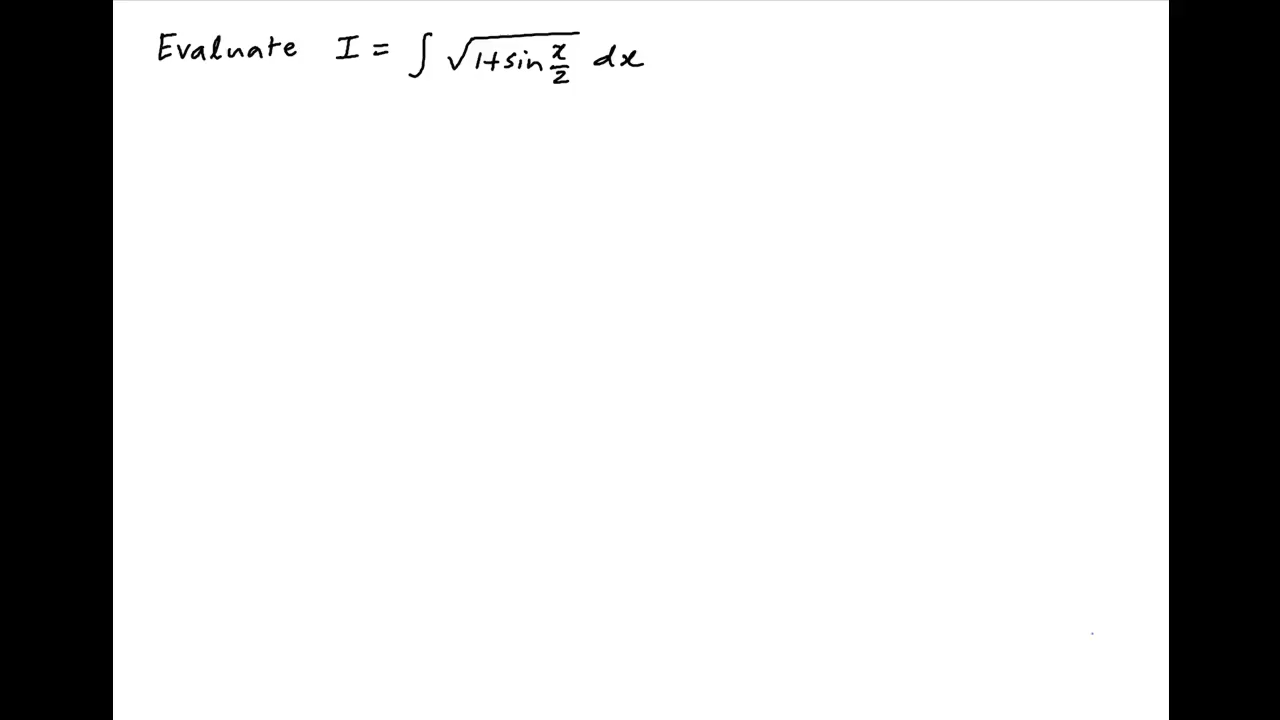 Evaluate I = ∫ √(1+sin x/2) dx